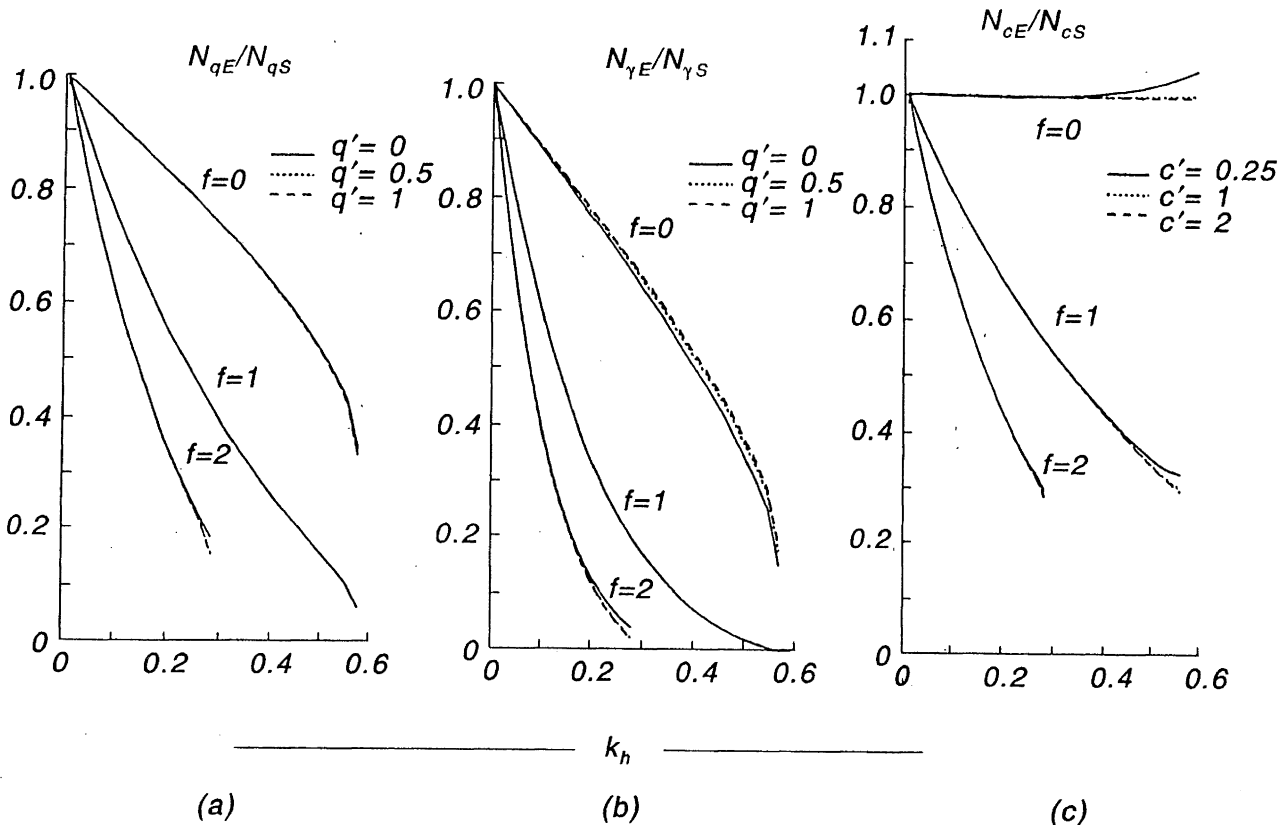 N_qE/N_qS
1.0
0.8
0.6
0.4
0.2
0
0
0.2
0.4
0.6
q′= 0
q′= 0.5
q′= 1
f=0
f=1
f=2
(a)
N_γE/N_γS
1.0
0.8
0.6
0.4
0.2
0
0
0.2
0.4
0.6
q′= 0
q′= 0.5
q′= 1
f=0
f=1
f=2
(b)
N_cE/N_cS
1.1
1.0
0.8
0.6
0.4
0.2
0
0
0.2
0.4
0.6
f=0
c′= 0.25
c′= 1
c′= 2
f=1
f=2
(c)
k_h